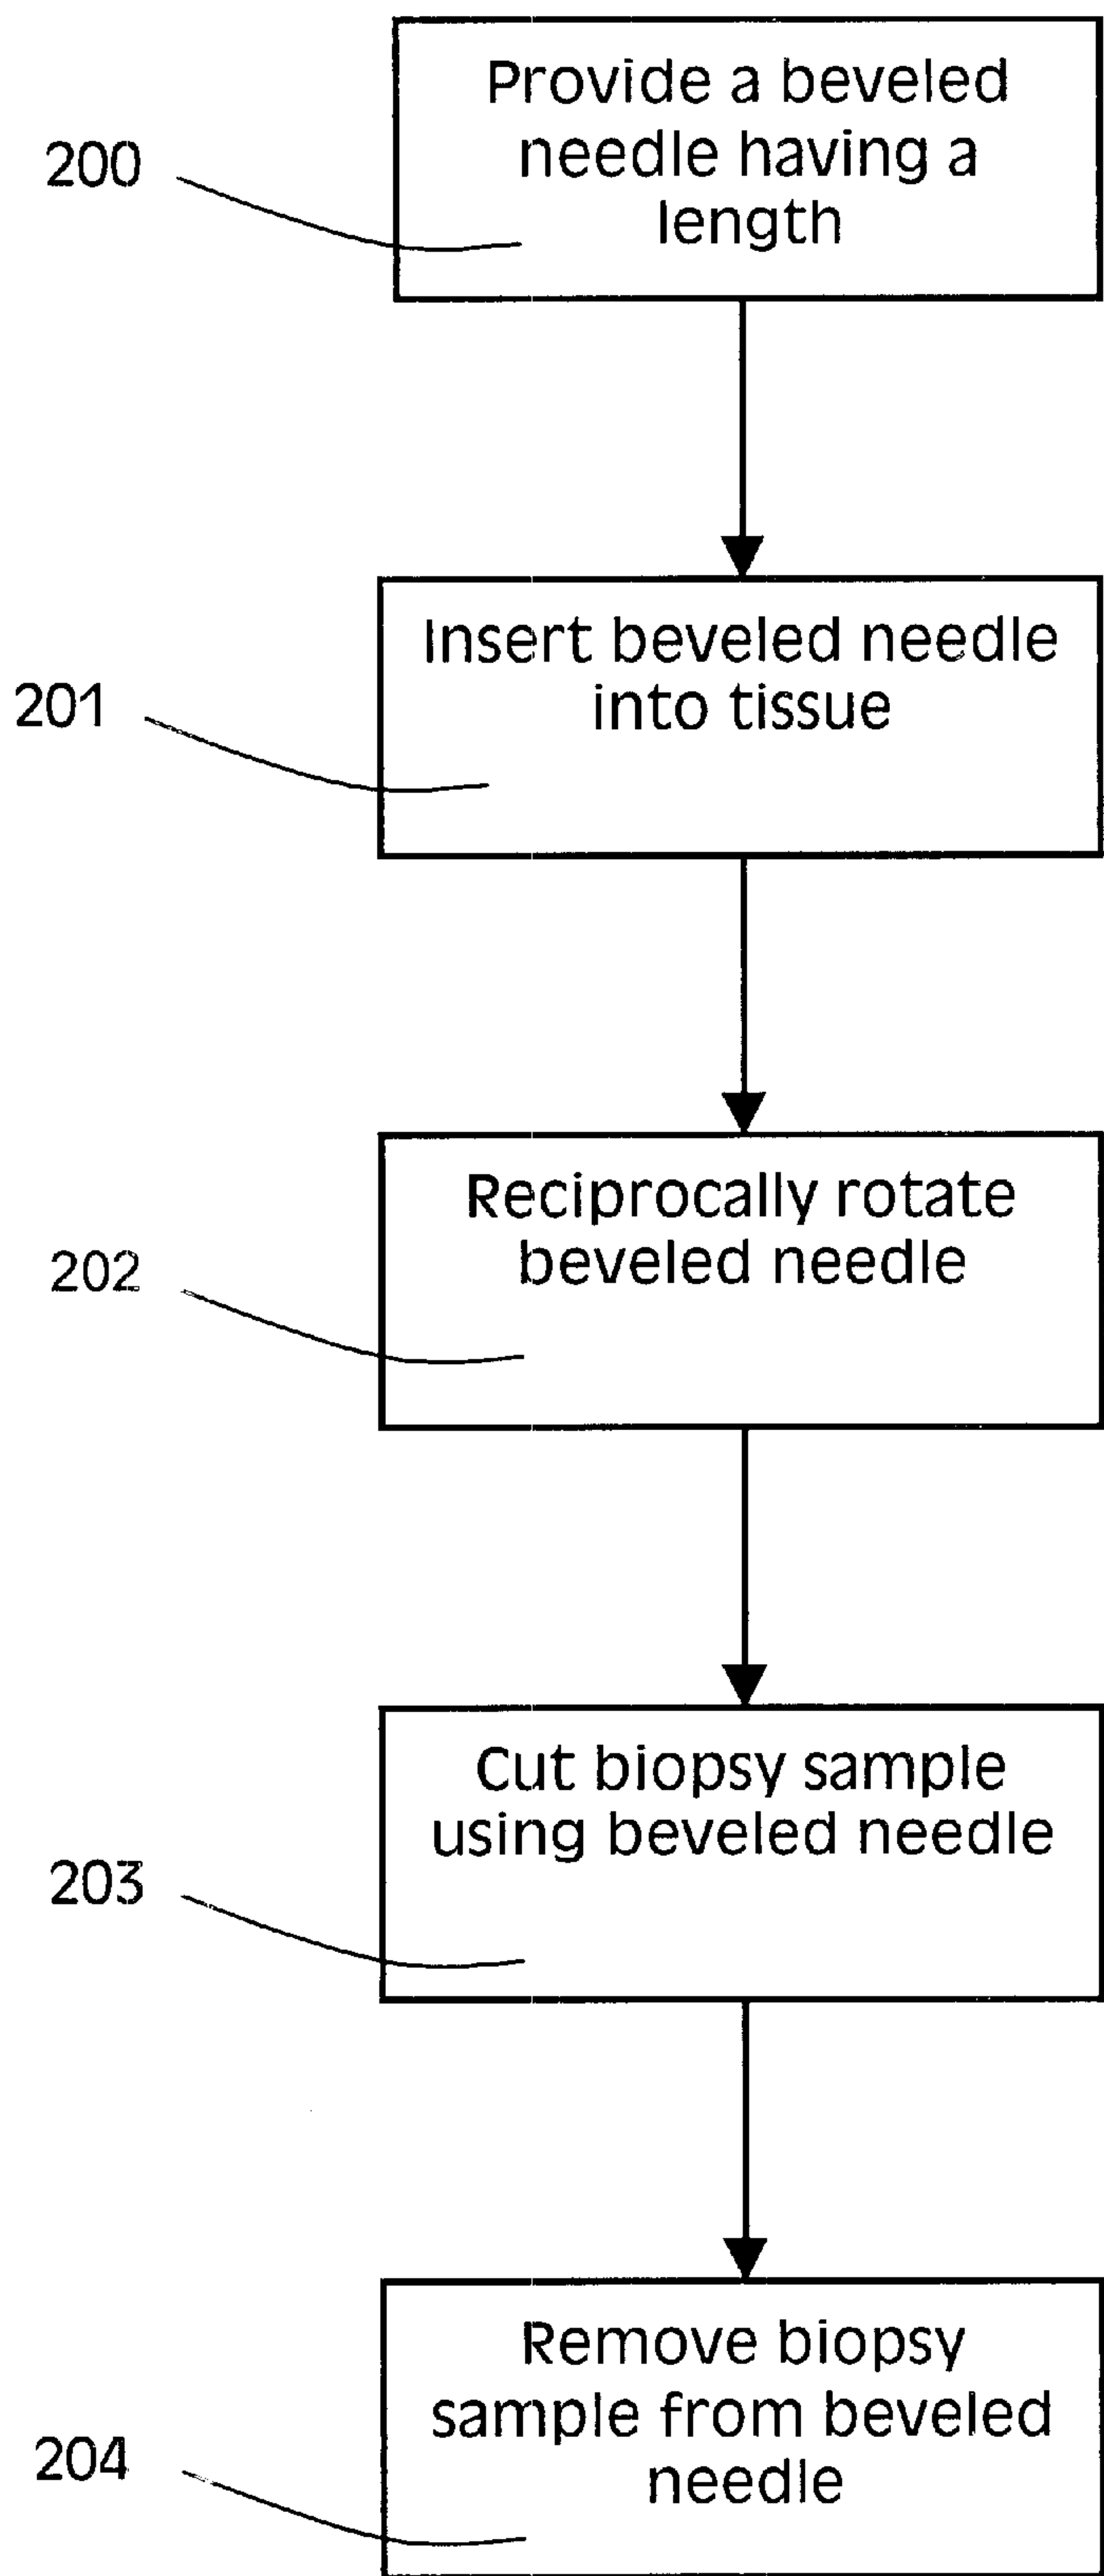 Provide a beveled
needle having a
length
200
Insert beveled needle
into tissue
201
Reciprocally rotate
beveled needle
202
Cut biopsy sample
using beveled needle
203
Remove biopsy
sample from beveled
needle
204